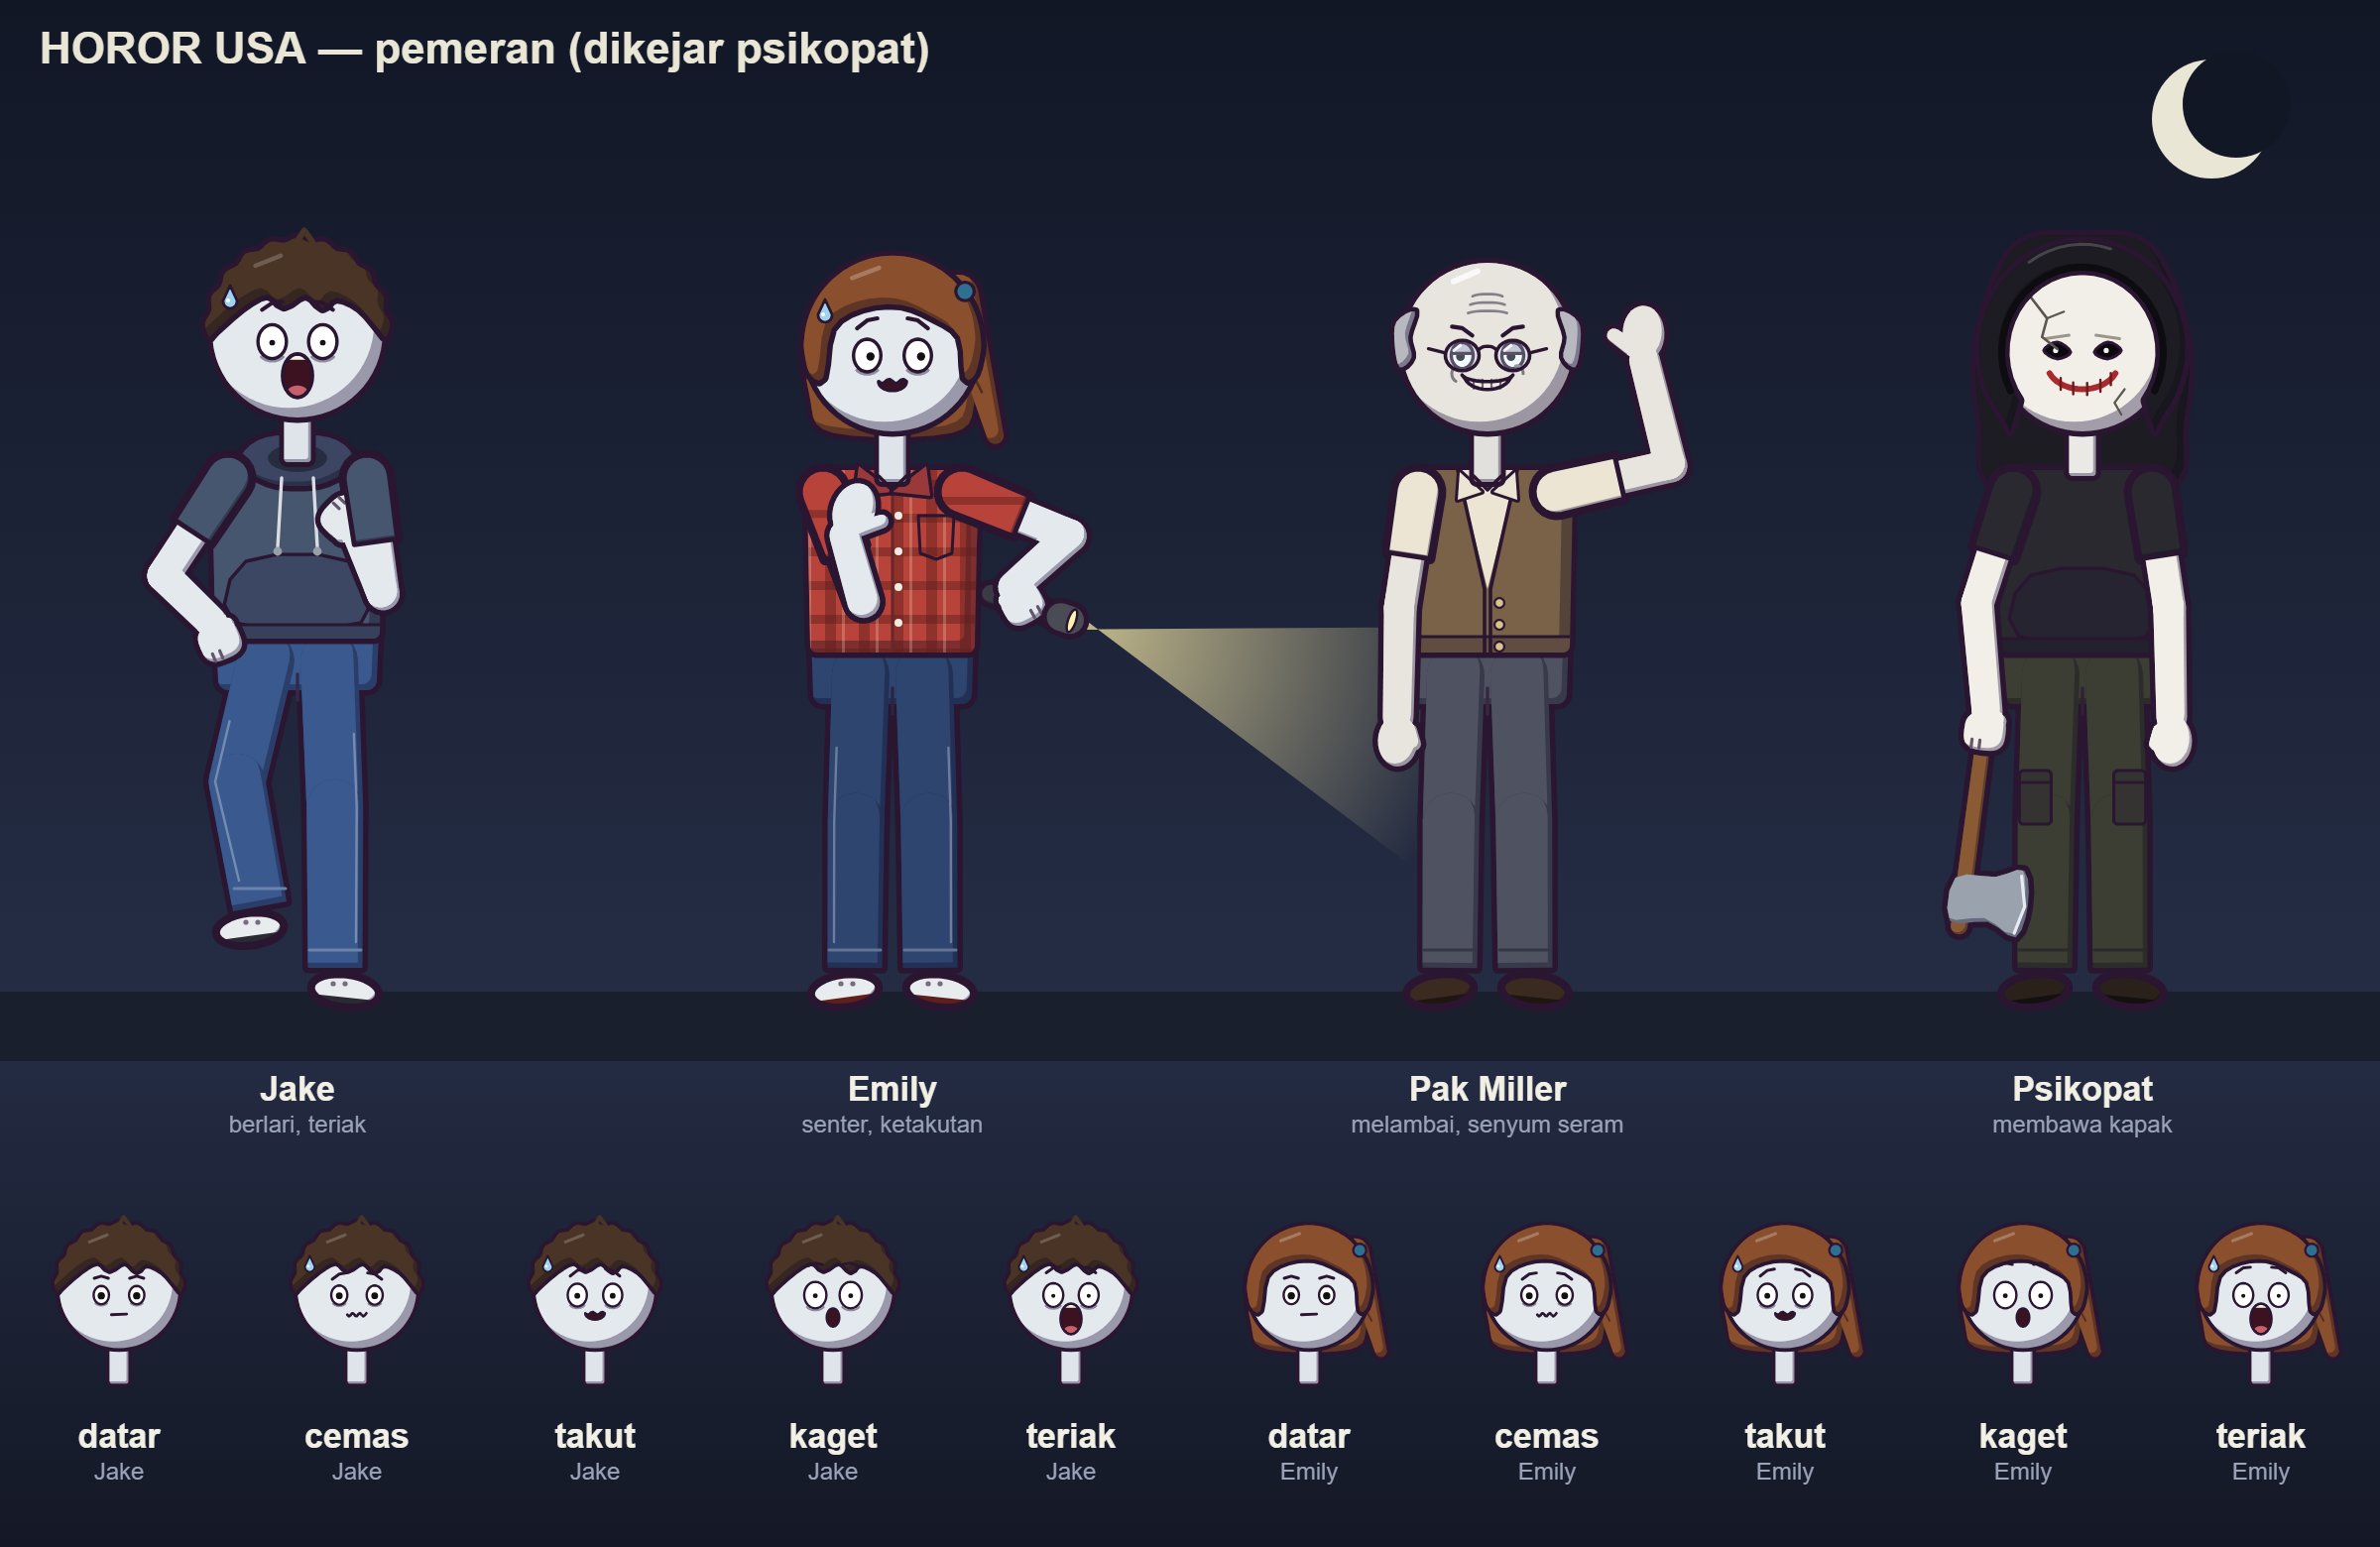 HOROR USA — pemeran (dikejar psikopat)
Jake
berlari, teriak
Emily
senter, ketakutan
Pak Miller
melambai, senyum seram
Psikopat
membawa kapak
datar
Jake
cemas
Jake
takut
Jake
kaget
Jake
teriak
Jake
datar
Emily
cemas
Emily
takut
Emily
kaget
Emily
teriak
Emily